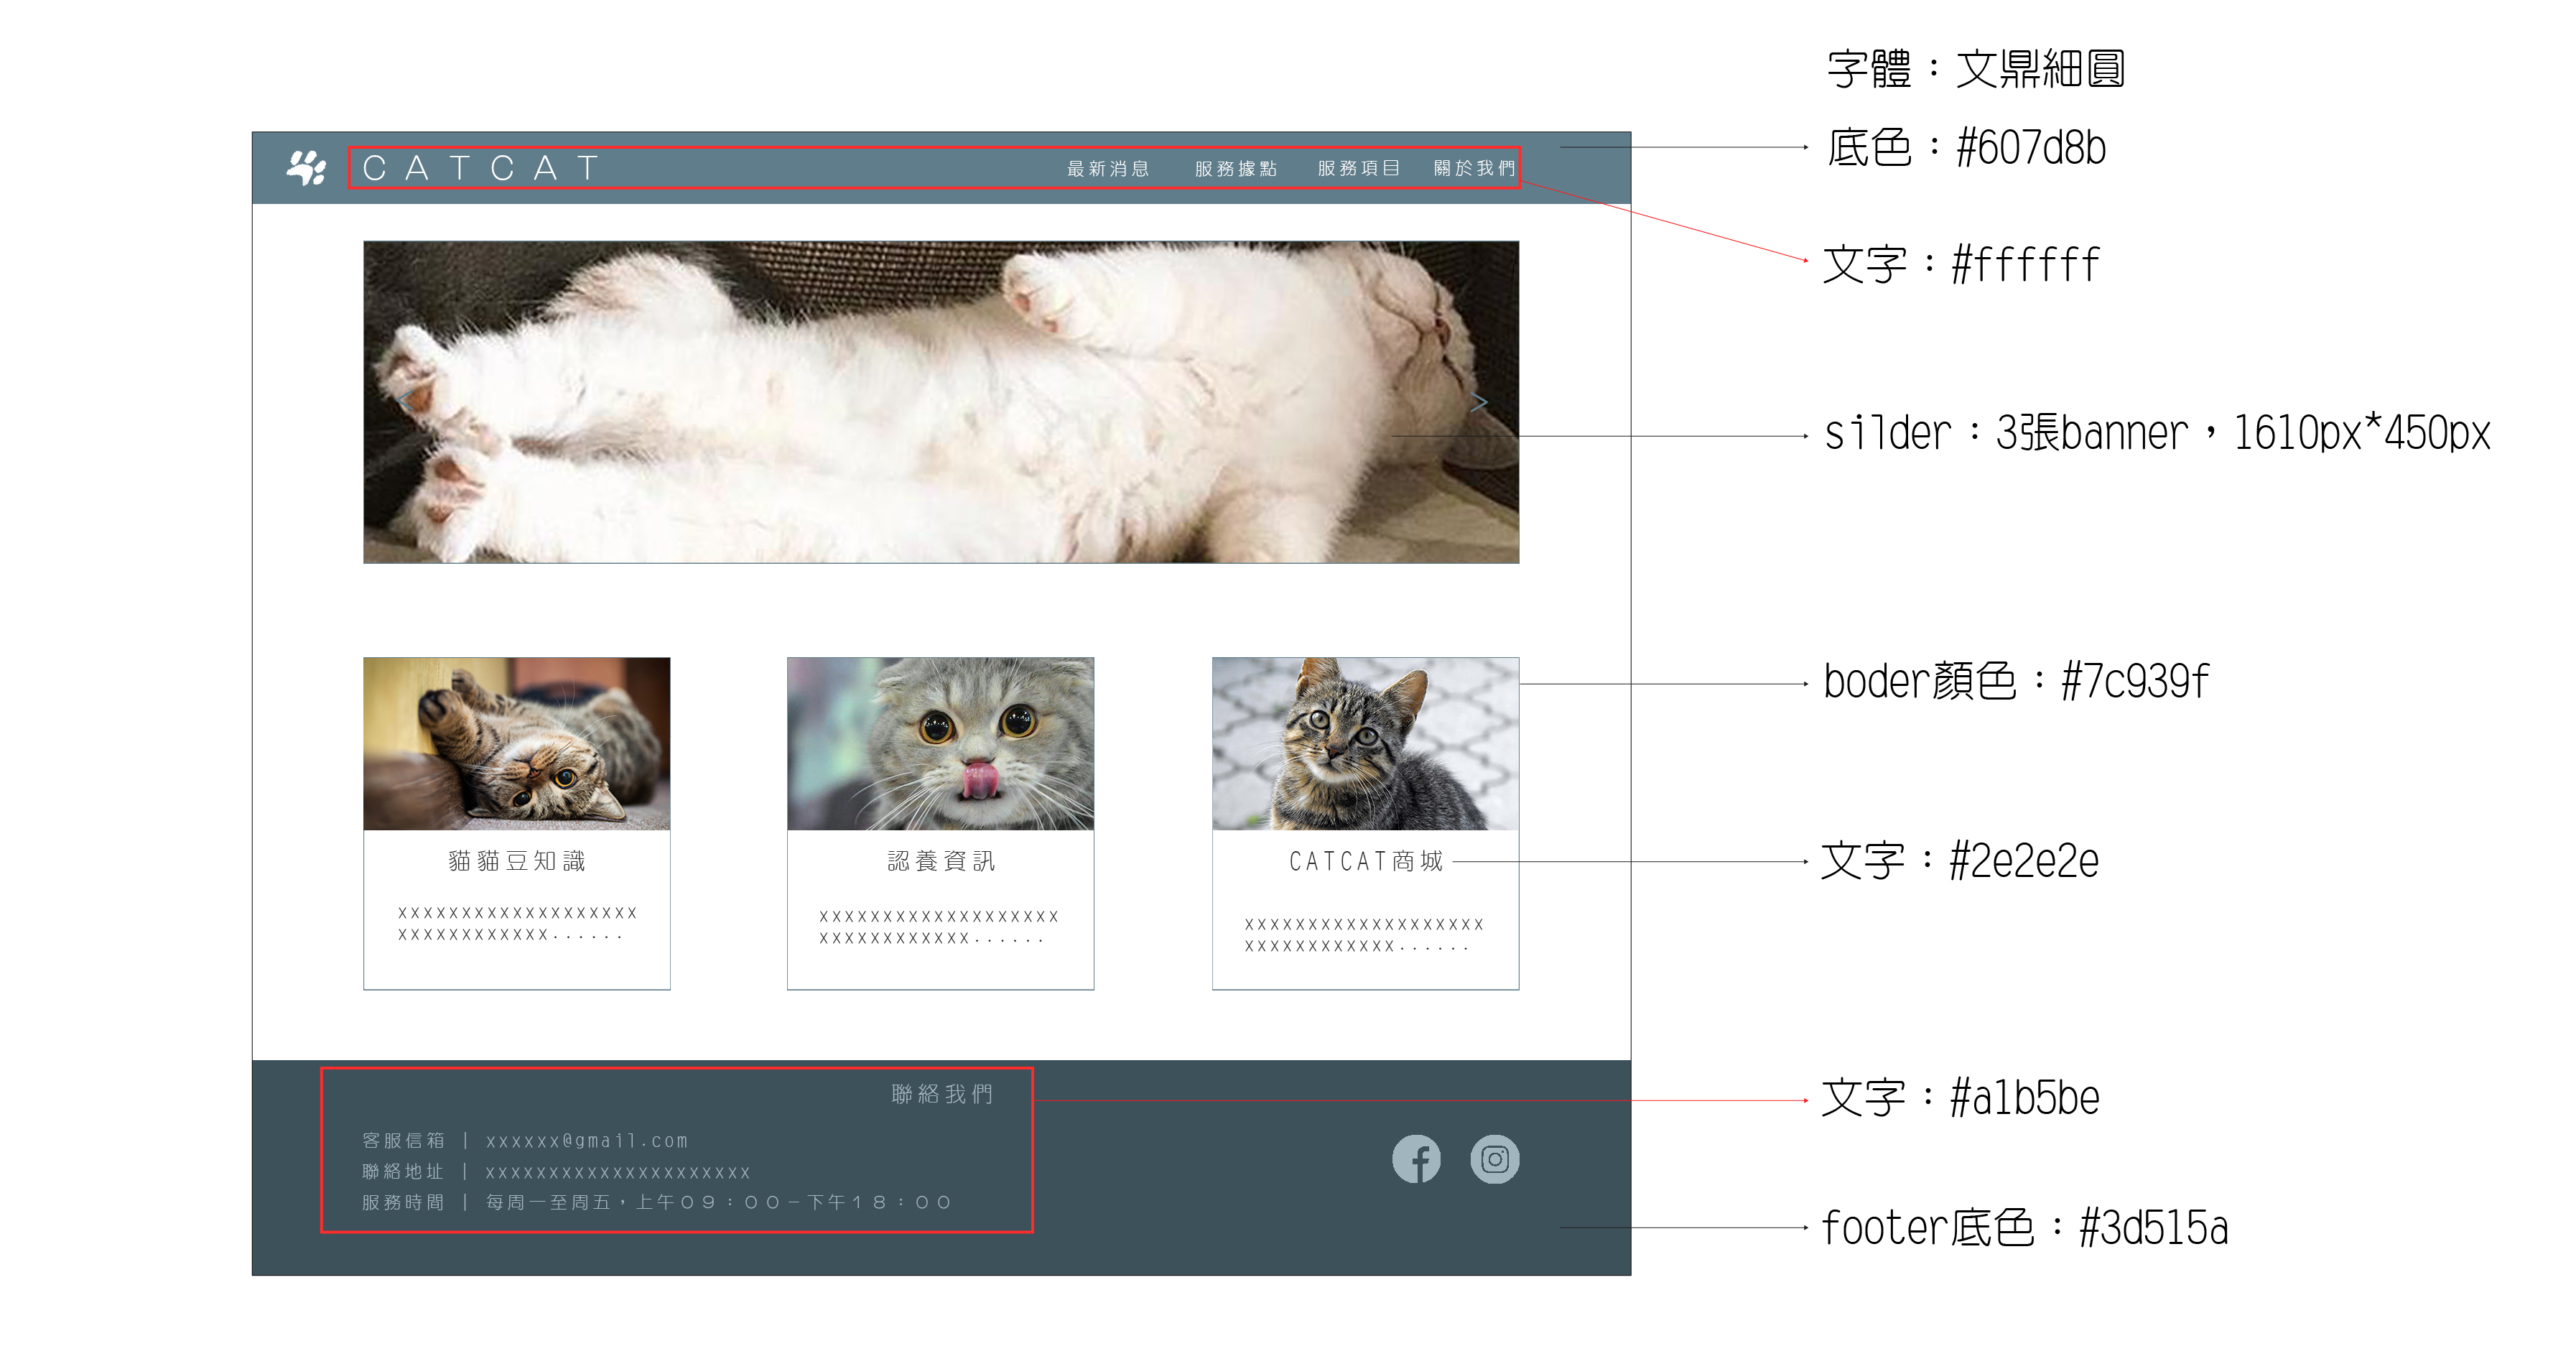 字體：文鼎細圓
底色：#607d8b
CATCAT 最新消息 服務據點 服務項目 關於我們
文字：#ffffff
<
>
silder：3張banner，1610px*450px
boder顏色：#7c939f
貓貓豆知識
xxxxxxxxxxxxxxxxxxx
xxxxxxxxxxxx......
認養資訊
xxxxxxxxxxxxxxxxxxx
xxxxxxxxxxxx......
CATCAT商城
xxxxxxxxxxxxxxxxxxx
xxxxxxxxxxxx......
文字：#2e2e2e
聯絡我們
文字：#a1b5be
客服信箱 | xxxxxx@gmail.com
聯絡地址 | xxxxxxxxxxxxxxxxxxxxx
服務時間 | 每周一至周五，上午０９：００－下午１８：００
footer底色：#3d515a